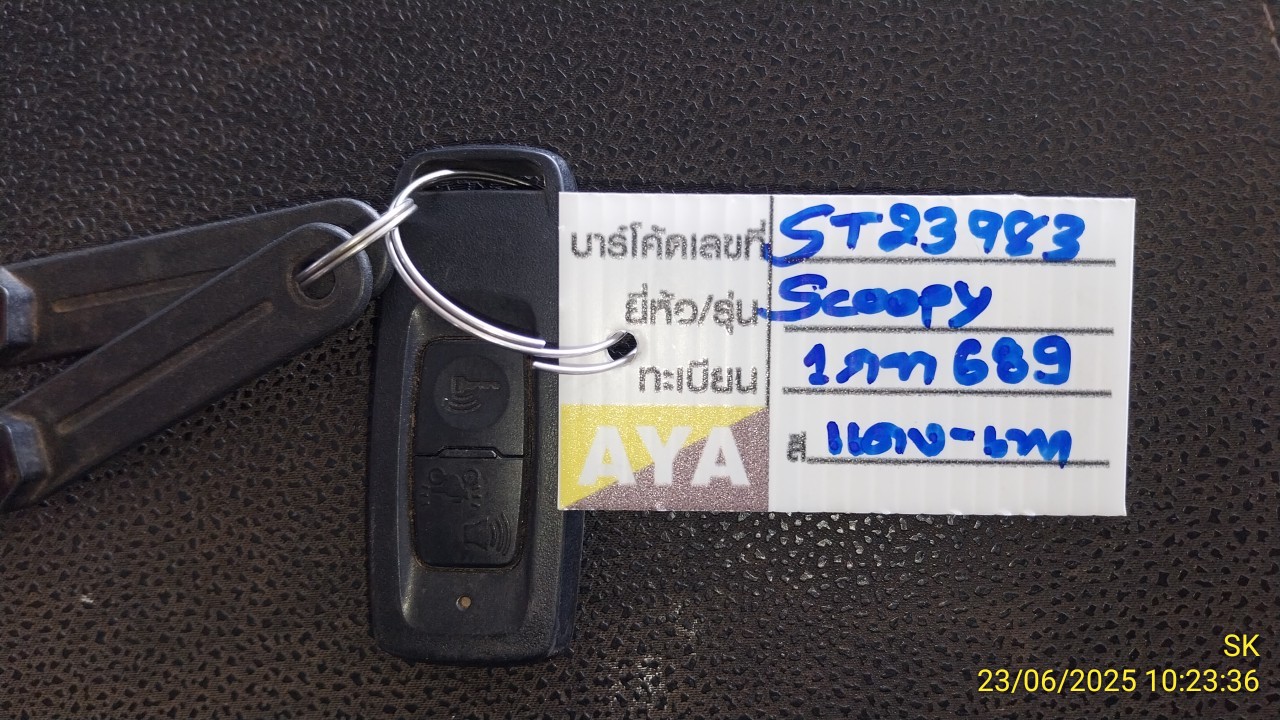 บาร์โค้ดเลขที่ ST23983
ยี่ห้อ/รุ่น Scoopy
ทะเบียน 1ภท 689
สี แดง-เทา
AYA
SK
23/06/2025 10:23:36